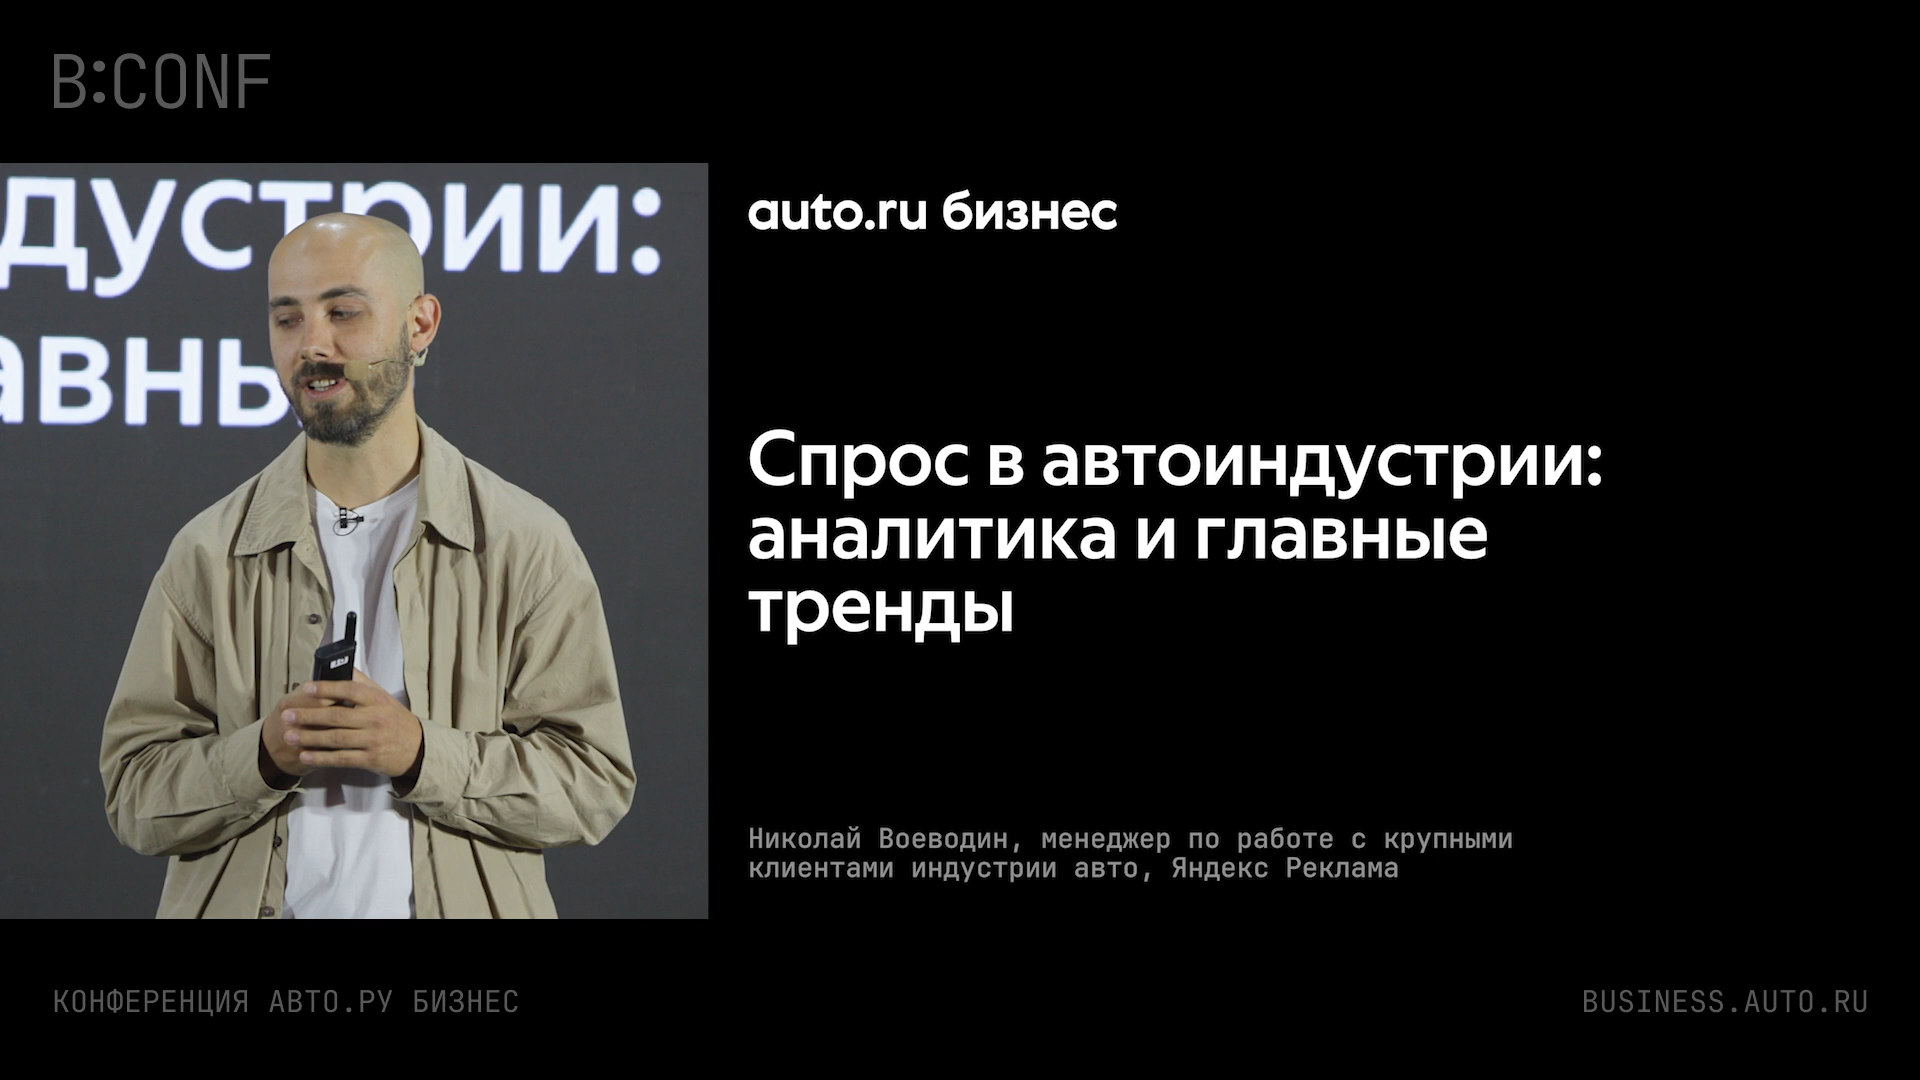 B:CONF
дустрии:
авны
auto.ru бизнес
Спрос в автоиндустрии:
аналитика и главные
тренды
Николай Воеводин, менеджер по работе с крупными
клиентами индустрии авто, Яндекс Реклама
КОНФЕРЕНЦИЯ АВТО.РУ БИЗНЕС
BUSINESS.AUTO.RU